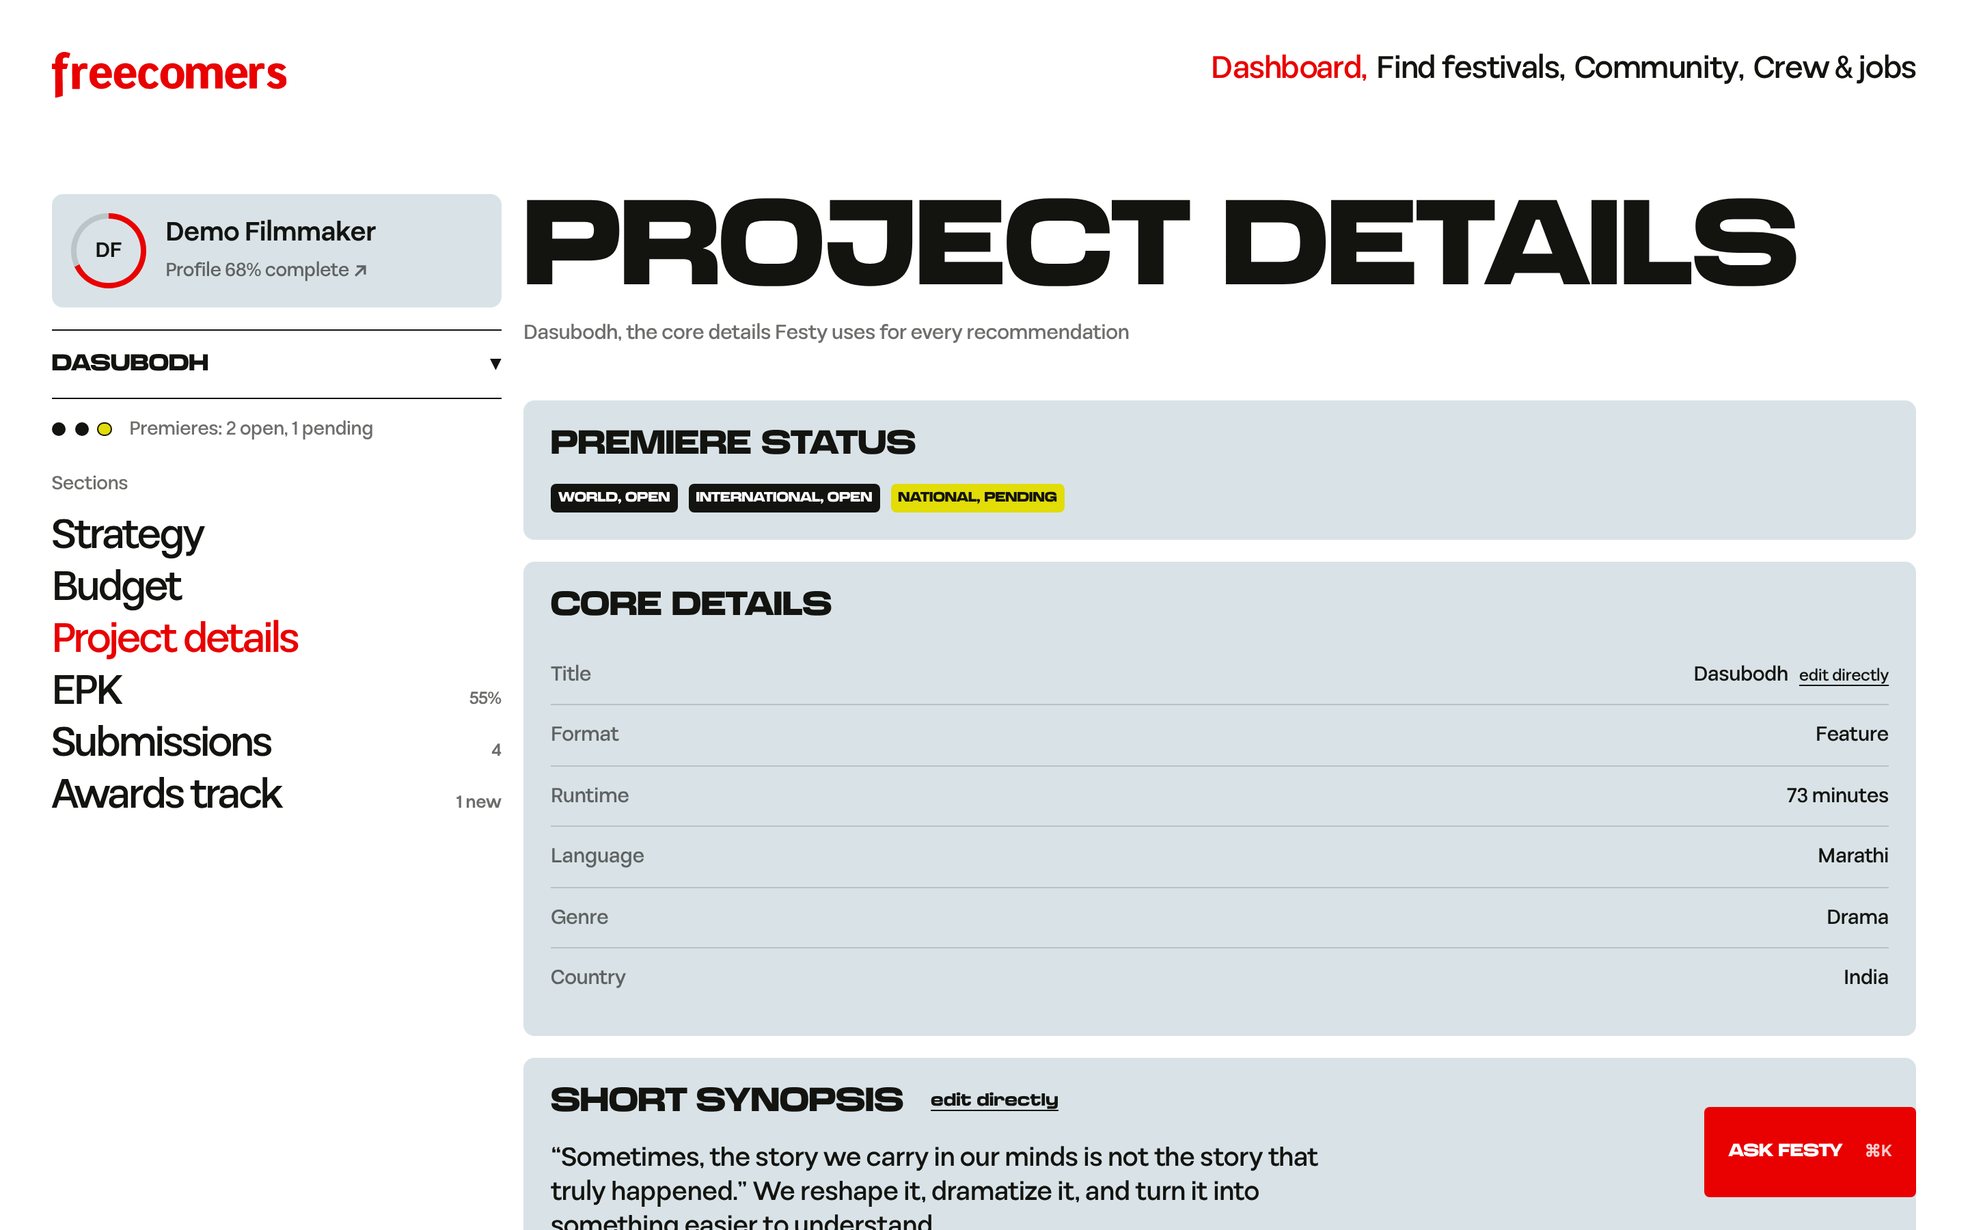 freecomers
Dashboard, Find festivals, Community, Crew & jobs
DF
Demo Filmmaker
Profile 68% complete ↗
DASUBODH ▼
Premieres: 2 open, 1 pending
Sections
Strategy
Budget
Project details
EPK 55%
Submissions 4
Awards track 1 new
PROJECT DETAILS
Dasubodh, the core details Festy uses for every recommendation
PREMIERE STATUS
WORLD, OPEN INTERNATIONAL, OPEN NATIONAL, PENDING
CORE DETAILS
Title Dasubodh edit directly
Format Feature
Runtime 73 minutes
Language Marathi
Genre Drama
Country India
SHORT SYNOPSIS edit directly
“Sometimes, the story we carry in our minds is not the story that
truly happened.” We reshape it, dramatize it, and turn it into
something easier to understand
ASK FESTY ⌘K